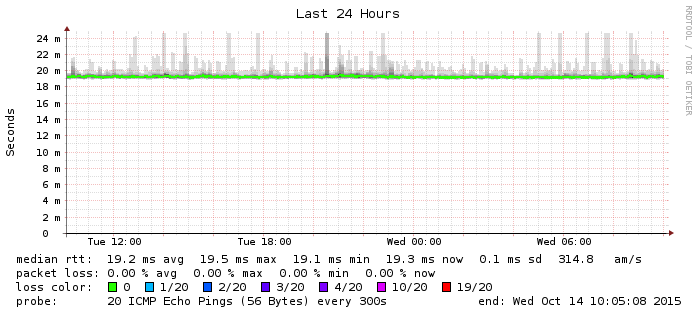 Last 24 Hours
RRDTOOL / TOBI OETIKER
Seconds
24 m
22 m
20 m
18 m
16 m
14 m
12 m
10 m
8 m
6 m
4 m
2 m
0
Tue 12:00 Tue 18:00 Wed 00:00 Wed 06:00
median rtt: 19.2 ms avg 19.5 ms max 19.1 ms min 19.3 ms now 0.1 ms sd 314.8 am/s
packet loss: 0.00 % avg 0.00 % max 0.00 % min 0.00 % now
loss color: 0 1/20 2/20 3/20 4/20 10/20 19/20
probe: 20 ICMP Echo Pings (56 Bytes) every 300s end: Wed Oct 14 10:05:08 2015